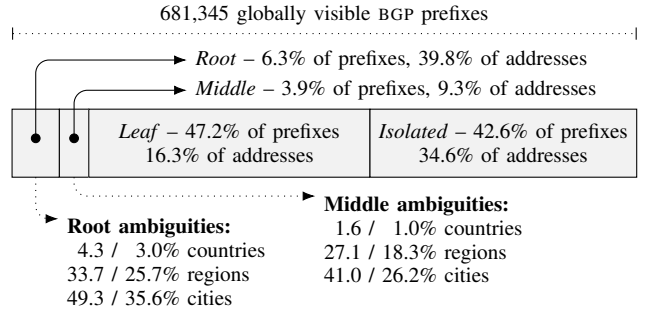 681,345 globally visible BGP prefixes
Root – 6.3% of prefixes, 39.8% of addresses
Middle – 3.9% of prefixes, 9.3% of addresses
Leaf – 47.2% of prefixes
16.3% of addresses
Isolated – 42.6% of prefixes
34.6% of addresses
Root ambiguities:
4.3 / 3.0% countries
33.7 / 25.7% regions
49.3 / 35.6% cities
Middle ambiguities:
1.6 / 1.0% countries
27.1 / 18.3% regions
41.0 / 26.2% cities